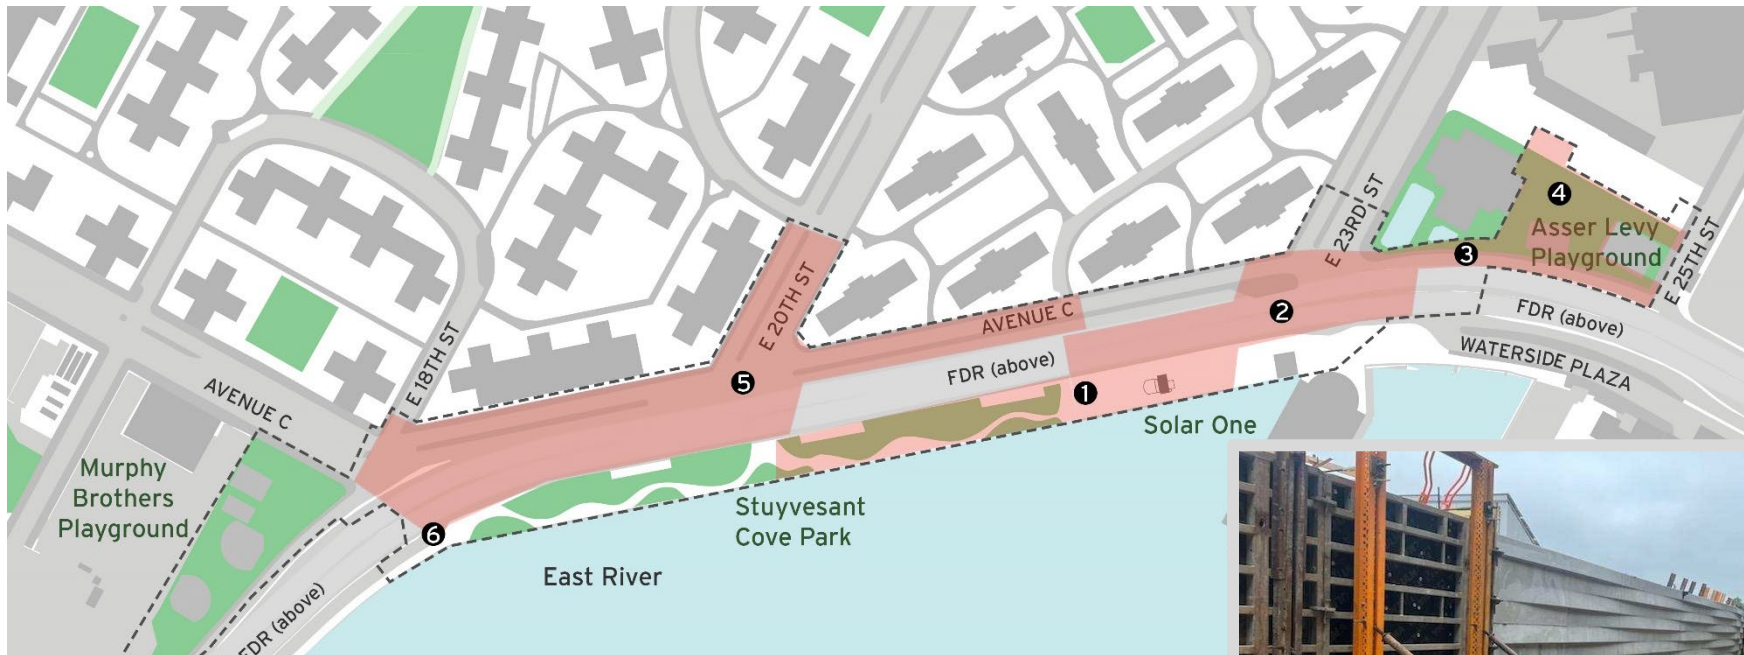 E 23RD ST
4
Asser Levy
Playground
3
E 25TH ST
E 20TH ST
AVENUE C
2
FDR (above)
WATERSIDE PLAZA
E 18TH ST
5
FDR (above)
1
Solar One
AVENUE C
Murphy
Brothers
Playground
Stuyvesant
Cove Park
6
East River
FDR (above)